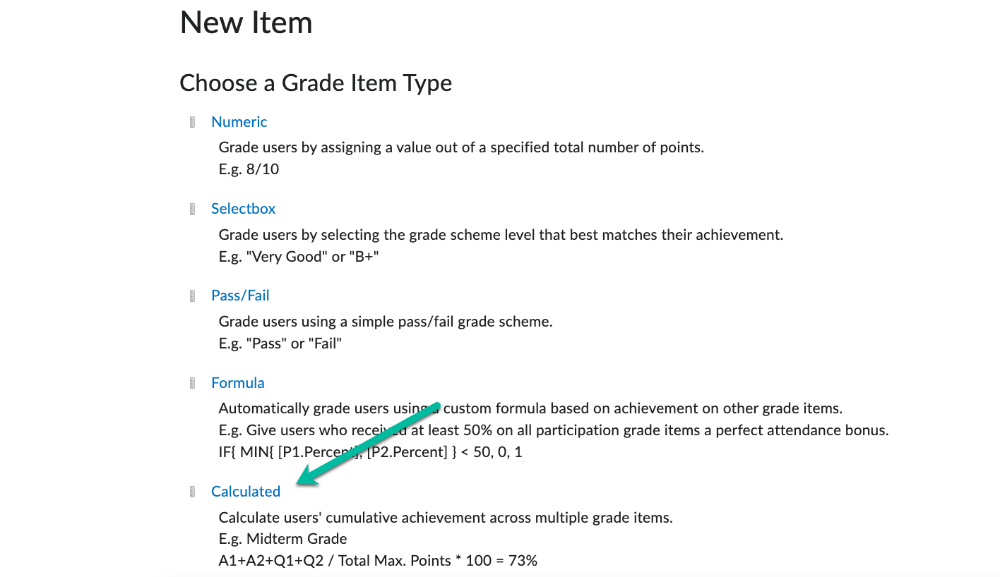 New Item
Choose a Grade Item Type
Numeric
Grade users by assigning a value out of a specified total number of points.
E.g. 8/10
Selectbox
Grade users by selecting the grade scheme level that best matches their achievement.
E.g. "Very Good" or "B+"
Pass/Fail
Grade users using a simple pass/fail grade scheme.
E.g. "Pass" or "Fail"
Formula
Automatically grade users using a custom formula based on achievement on other grade items.
E.g. Give users who received at least 50% on all participation grade items a perfect attendance bonus.
IF{ MIN{ [P1.Percent], [P2.Percent] } < 50, 0, 1
Calculated
Calculate users' cumulative achievement across multiple grade items.
E.g. Midterm Grade
A1+A2+Q1+Q2 / Total Max. Points * 100 = 73%